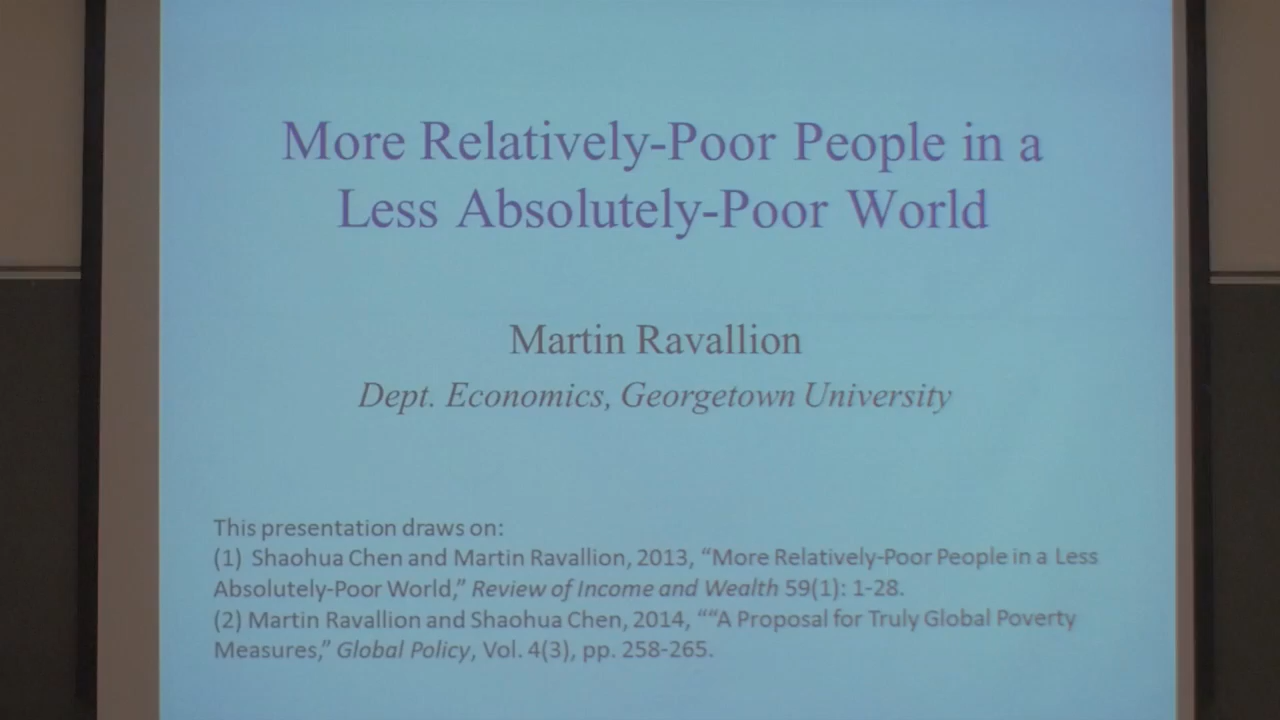 More Relatively-Poor People in a
Less Absolutely-Poor World
Martin Ravallion
Dept. Economics, Georgetown University
This presentation draws on:
(1) Shaohua Chen and Martin Ravallion, 2013, “More Relatively-Poor People in a Less
Absolutely-Poor World,” Review of Income and Wealth 59(1): 1-28.
(2) Martin Ravallion and Shaohua Chen, 2014, ““A Proposal for Truly Global Poverty
Measures,” Global Policy, Vol. 4(3), pp. 258-265.